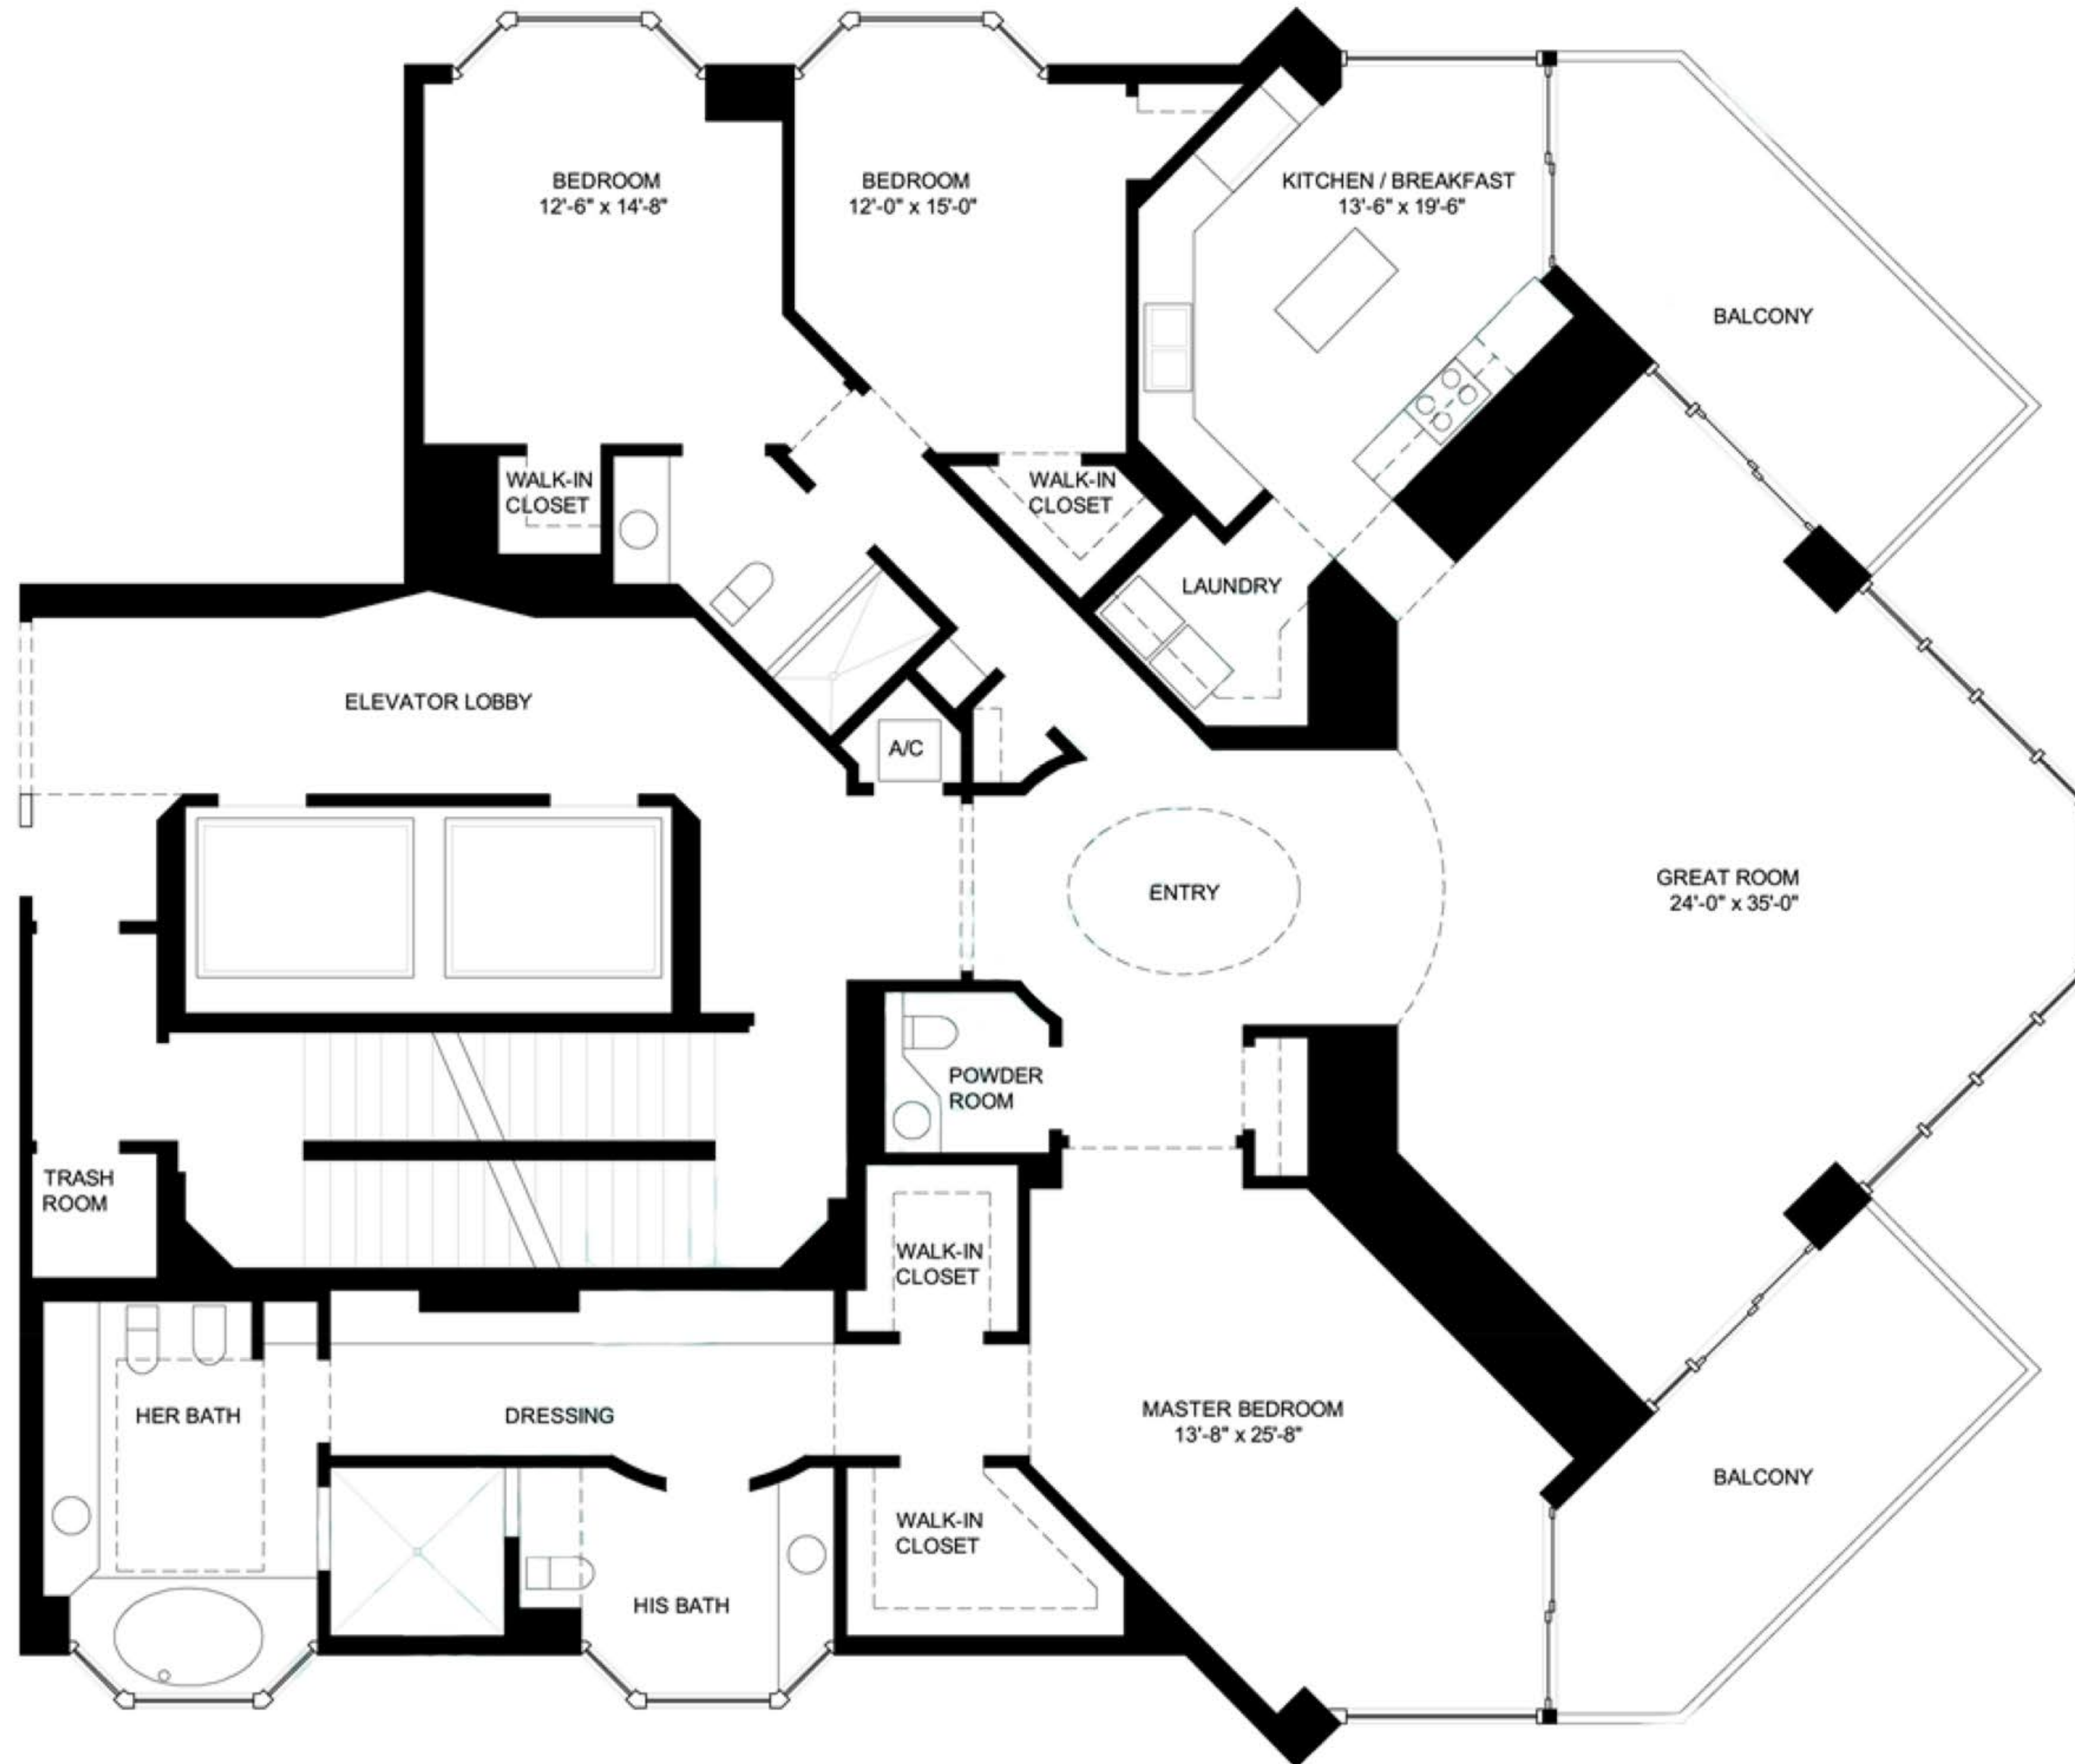 BEDROOM
12'-6" x 14'-8"
BEDROOM
12'-0" x 15'-0"
KITCHEN / BREAKFAST
13'-6" x 19'-6"
BALCONY
WALK-IN
CLOSET
WALK-IN
CLOSET
LAUNDRY
ELEVATOR LOBBY
A/C
ENTRY
GREAT ROOM
24'-0" x 35'-0"
POWDER
ROOM
TRASH
ROOM
WALK-IN
CLOSET
HER BATH
DRESSING
MASTER BEDROOM
13'-8" x 25'-8"
BALCONY
WALK-IN
CLOSET
HIS BATH